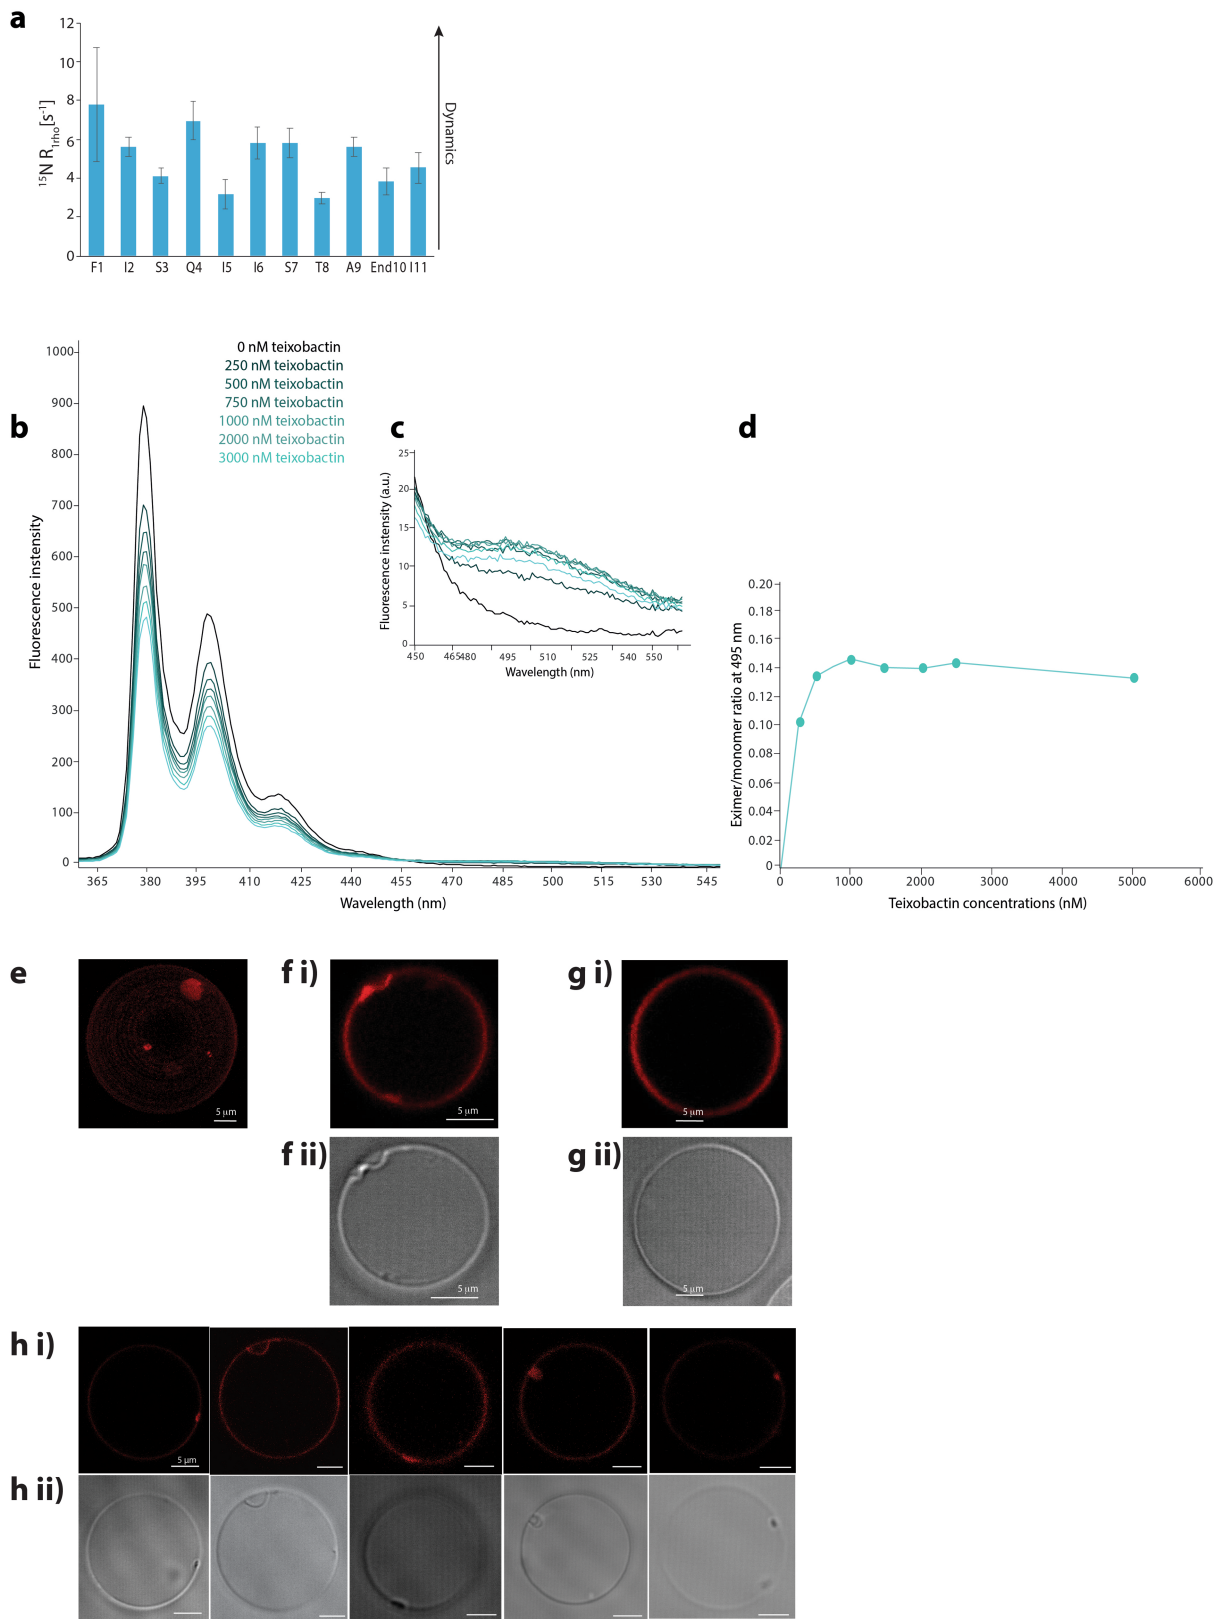 a
12
10
8
6
4
2
0
¹⁵N R₁rho[s⁻¹]
Dynamics
F1 I2 S3 Q4 I5 I6 S7 T8 A9 End10 I11
b
1000
900
800
700
600
500
400
300
200
100
0
Fluorescence instensity
0 nM teixobactin
250 nM teixobactin
500 nM teixobactin
750 nM teixobactin
1000 nM teixobactin
2000 nM teixobactin
3000 nM teixobactin
365 380 395 410 425 440 455 470 485 500 515 530 545
Wavelength (nm)
c
25
20
15
10
5
0
Fluorescence instensity (a.u.)
450 465 480 495 510 525 540 550
Wavelength (nm)
d
0.20
0.18
0.16
0.14
0.12
0.10
0.08
0.06
0.04
0.02
0
Eximer/monomer ratio at 495 nm
0 1000 2000 3000 4000 5000 6000
Teixobactin concentrations (nM)
e
5 μm
f i)
5 μm
g i)
5 μm
f ii)
5 μm
g ii)
5 μm
h i)
5 μm
h ii)